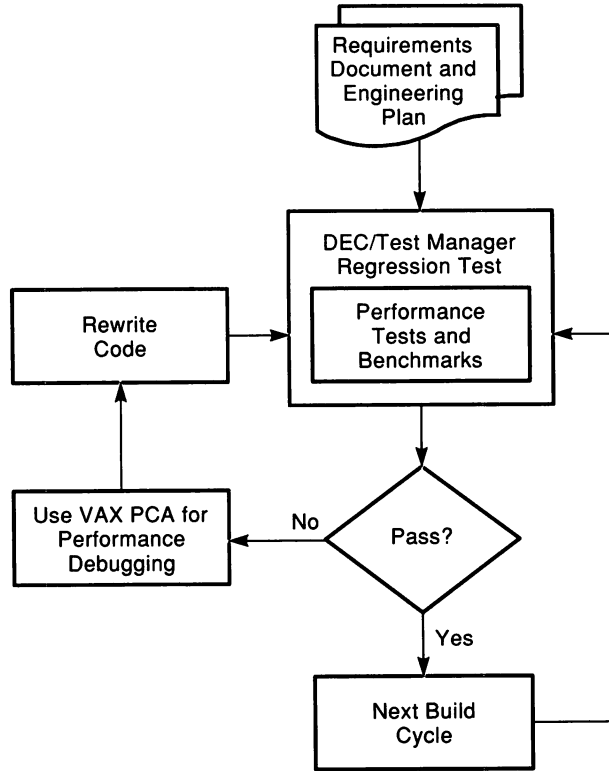 Requirements
Document and
Engineering
Plan
DEC/Test Manager
Regression Test
Performance
Tests and
Benchmarks
Rewrite
Code
Use VAX PCA for
Performance
Debugging
No
Pass?
Yes
Next Build
Cycle